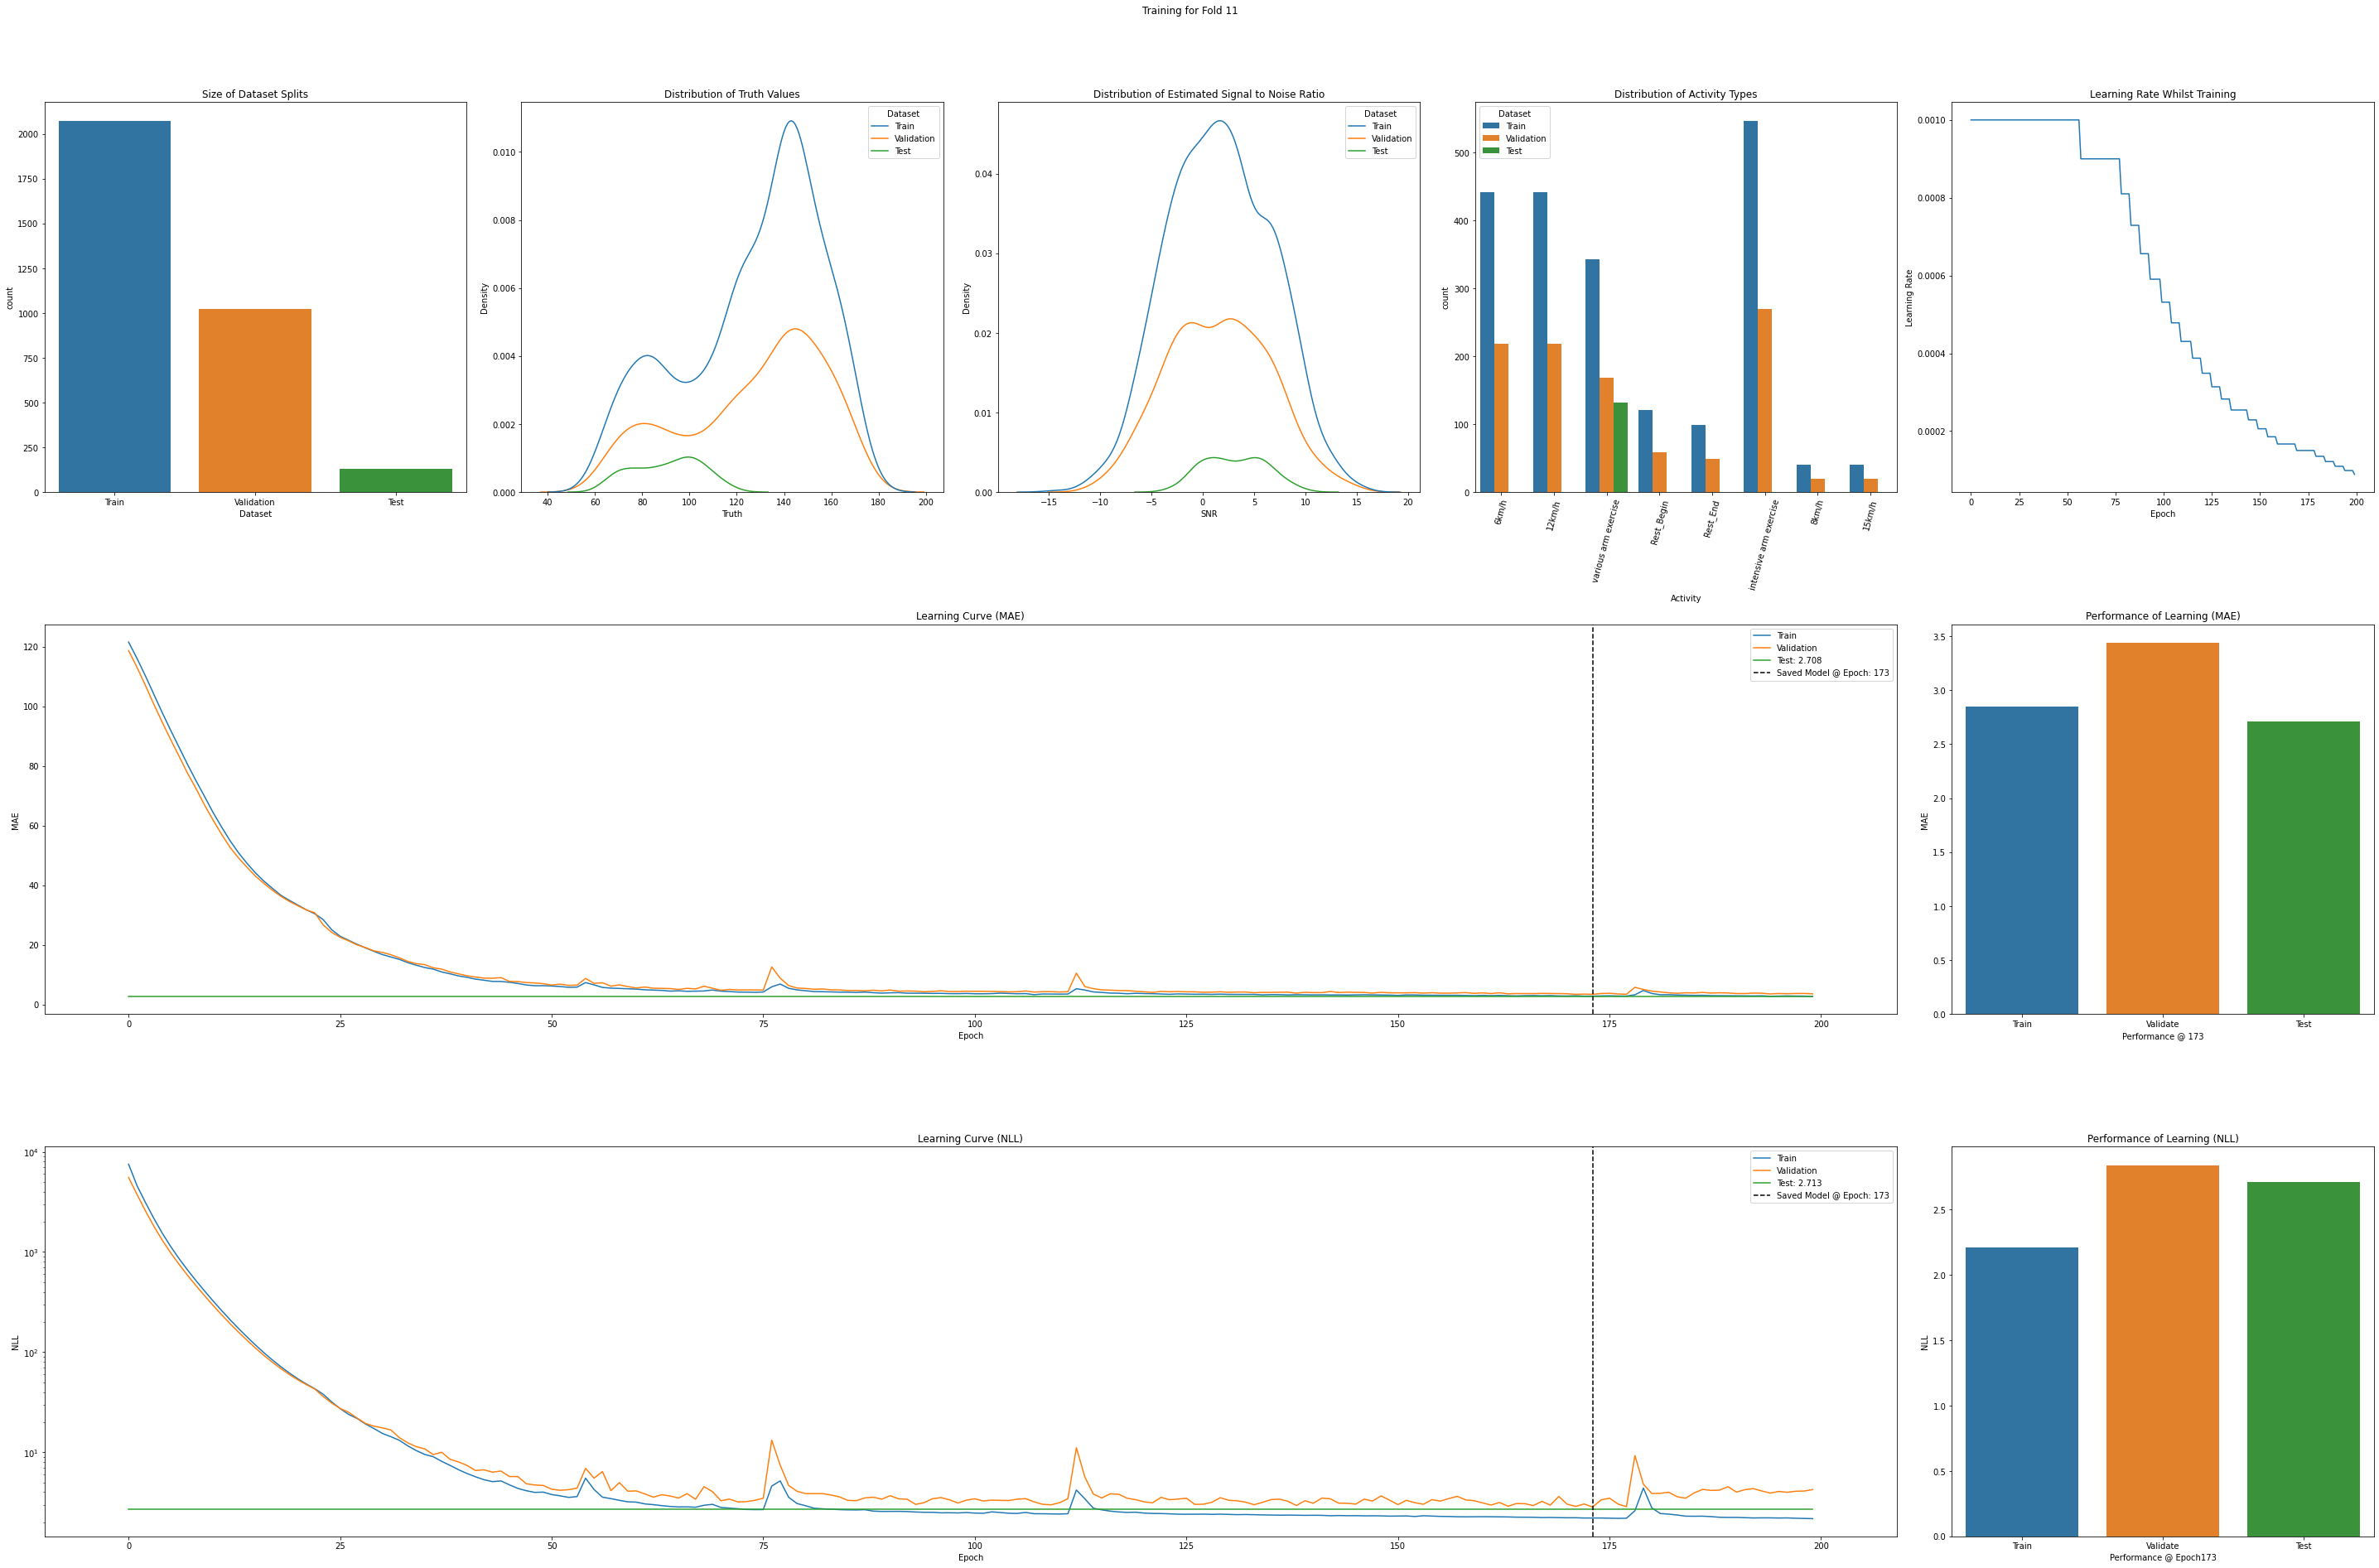 Training for Fold 11
Size of Dataset Splits
count
2000
1750
1500
1250
1000
750
500
250
0
Train Validation Test
Dataset
Distribution of Truth Values
Density
0.010
0.008
0.006
0.004
0.002
0.000
40 60 80 100 120 140 160 180 200
Truth
Dataset
Train
Validation
Test
Distribution of Estimated Signal to Noise Ratio
Density
0.04
0.03
0.02
0.01
0.00
−15 −10 −5 0 5 10 15 20
SNR
Dataset
Train
Validation
Test
Distribution of Activity Types
count
500
400
300
200
100
0
6km/h
12km/h
various arm exercise
Rest_Begin
Rest_End
intensive arm exercise
8km/h
15km/h
Activity
Dataset
Train
Validation
Test
Learning Rate Whilst Training
Learning Rate
0.0010
0.0008
0.0006
0.0004
0.0002
0 25 50 75 100 125 150 175 200
Epoch
Learning Curve (MAE)
MAE
120
100
80
60
40
20
0
0 25 50 75 100 125 150 175 200
Epoch
Train
Validation
Test: 2.708
Saved Model @ Epoch: 173
Performance of Learning (MAE)
MAE
3.5
3.0
2.5
2.0
1.5
1.0
0.5
0.0
Train Validate Test
Performance @ 173
Learning Curve (NLL)
NLL
10⁴
10³
10²
10¹
0 25 50 75 100 125 150 175 200
Epoch
Train
Validation
Test: 2.713
Saved Model @ Epoch: 173
Performance of Learning (NLL)
NLL
2.5
2.0
1.5
1.0
0.5
0.0
Train Validate Test
Performance @ Epoch173